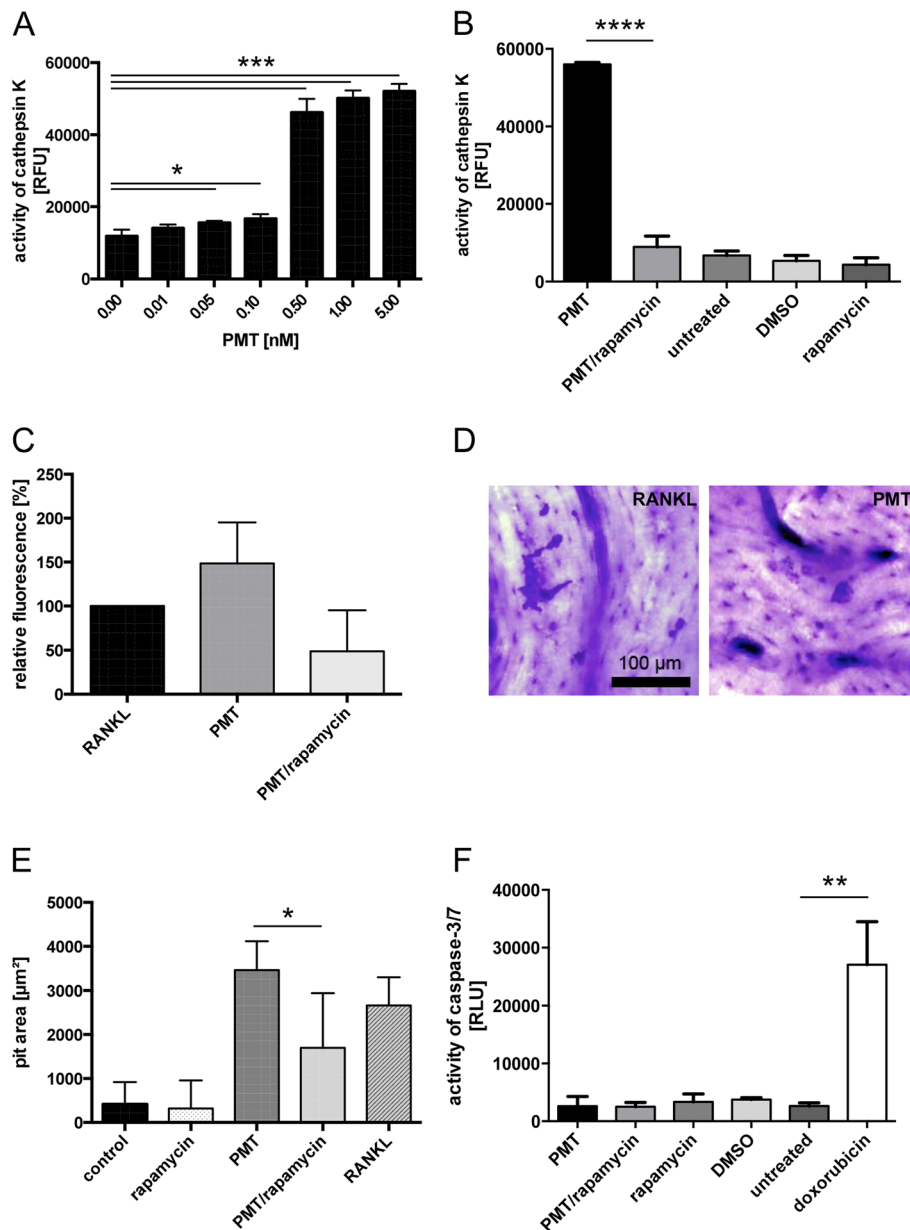 A
activity of cathepsin K
[RFU]
60000
40000
20000
0
***
*
0.00
0.01
0.05
0.10
0.50
1.00
5.00
PMT [nM]
B
activity of cathepsin K
[RFU]
60000
40000
20000
0
****
PMT
PMT/rapamycin
untreated
DMSO
rapamycin
C
relative fluorescence [%]
250
200
150
100
50
0
RANKL
PMT
PMT/rapamycin
D
RANKL
100 µm
PMT
E
pit area [µm²]
5000
4000
3000
2000
1000
0
*
control
rapamycin
PMT
PMT/rapamycin
RANKL
F
activity of caspase-3/7
[RLU]
40000
30000
20000
10000
0
**
PMT
PMT/rapamycin
rapamycin
DMSO
untreated
doxorubicin